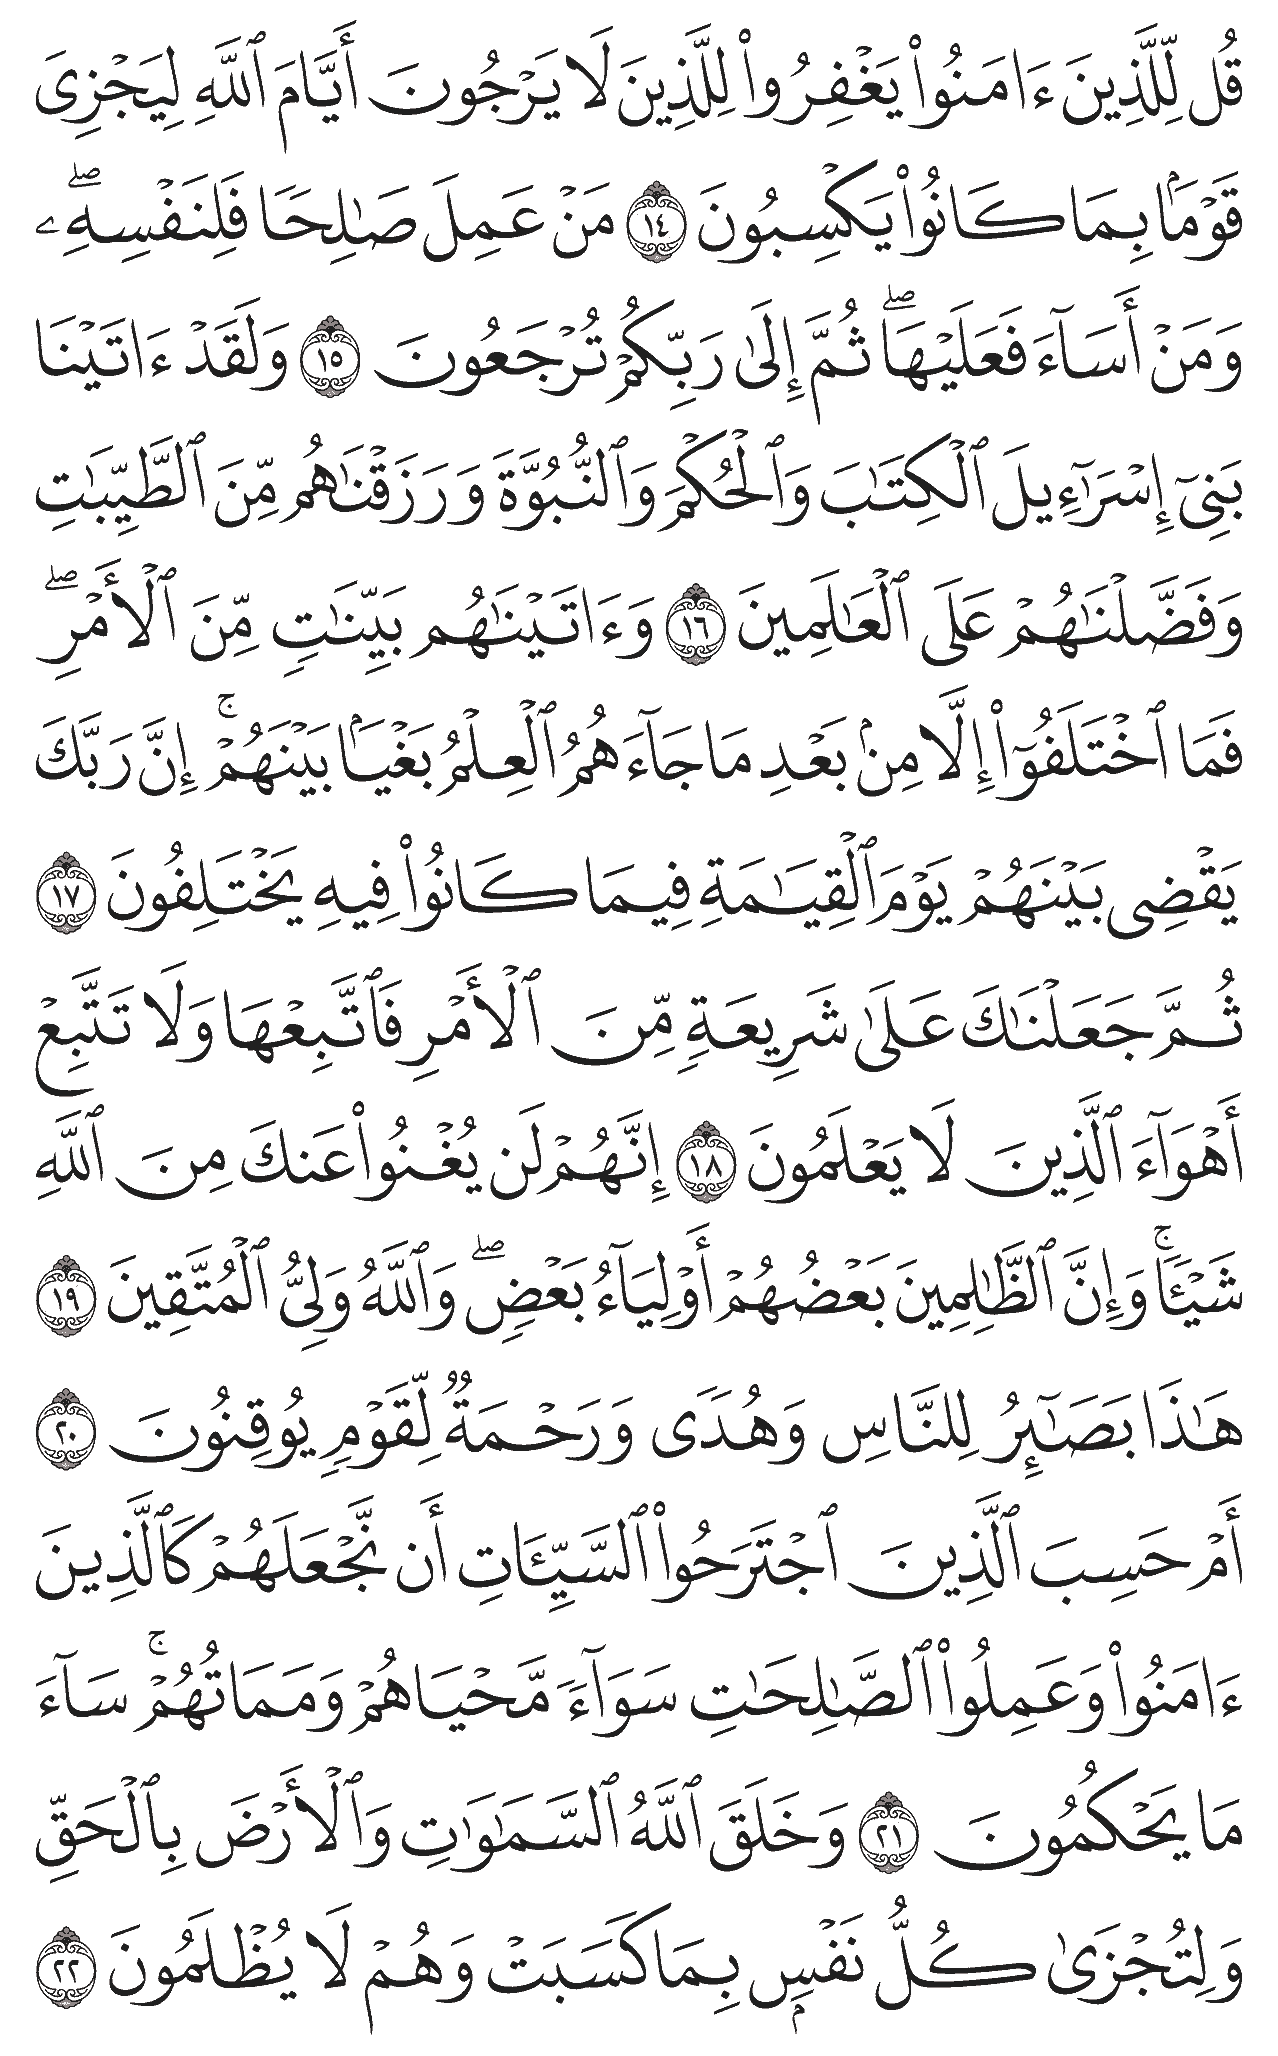 قُل لِّلَّذِينَ ءَامَنُوا۟ يَغْفِرُوا۟ لِلَّذِينَ لَا يَرْجُونَ أَيَّامَ ٱللَّهِ لِيَجْزِىَ
قَوْمًۢا بِمَا كَانُوا۟ يَكْسِبُونَ ١٤ مَنْ عَمِلَ صَـٰلِحًا فَلِنَفْسِهِۦ ۖ
وَمَنْ أَسَآءَ فَعَلَيْهَا ۖ ثُمَّ إِلَىٰ رَبِّكُمْ تُرْجَعُونَ ١٥ وَلَقَدْ ءَاتَيْنَا
بَنِىٓ إِسْرَٰٓءِيلَ ٱلْكِتَـٰبَ وَٱلْحُكْمَ وَٱلنُّبُوَّةَ وَرَزَقْنَـٰهُم مِّنَ ٱلطَّيِّبَـٰتِ
وَفَضَّلْنَـٰهُمْ عَلَى ٱلْعَـٰلَمِينَ ١٦ وَءَاتَيْنَـٰهُم بَيِّنَـٰتٍ مِّنَ ٱلْأَمْرِ ۖ
فَمَا ٱخْتَلَفُوٓا۟ إِلَّا مِنۢ بَعْدِ مَا جَآءَهُمُ ٱلْعِلْمُ بَغْيًۢا بَيْنَهُمْ ۚ إِنَّ رَبَّكَ
يَقْضِى بَيْنَهُمْ يَوْمَ ٱلْقِيَـٰمَةِ فِيمَا كَانُوا۟ فِيهِ يَخْتَلِفُونَ ١٧
ثُمَّ جَعَلْنَـٰكَ عَلَىٰ شَرِيعَةٍ مِّنَ ٱلْأَمْرِ فَٱتَّبِعْهَا وَلَا تَتَّبِعْ
أَهْوَآءَ ٱلَّذِينَ لَا يَعْلَمُونَ ١٨ إِنَّهُمْ لَن يُغْنُوا۟ عَنكَ مِنَ ٱللَّهِ
شَيْـًٔا ۚ وَإِنَّ ٱلظَّـٰلِمِينَ بَعْضُهُمْ أَوْلِيَآءُ بَعْضٍ ۖ وَٱللَّهُ وَلِىُّ ٱلْمُتَّقِينَ ١٩
هَـٰذَا بَصَـٰٓئِرُ لِلنَّاسِ وَهُدًى وَرَحْمَةٌ لِّقَوْمٍ يُوقِنُونَ ٢٠
أَمْ حَسِبَ ٱلَّذِينَ ٱجْتَرَحُوا۟ ٱلسَّيِّـَٔاتِ أَن نَّجْعَلَهُمْ كَٱلَّذِينَ
ءَامَنُوا۟ وَعَمِلُوا۟ ٱلصَّـٰلِحَـٰتِ سَوَآءً مَّحْيَاهُمْ وَمَمَاتُهُمْ ۚ سَآءَ
مَا يَحْكُمُونَ ٢١ وَخَلَقَ ٱللَّهُ ٱلسَّمَـٰوَٰتِ وَٱلْأَرْضَ بِٱلْحَقِّ
وَلِتُجْزَىٰ كُلُّ نَفْسٍۭ بِمَا كَسَبَتْ وَهُمْ لَا يُظْلَمُونَ ٢٢